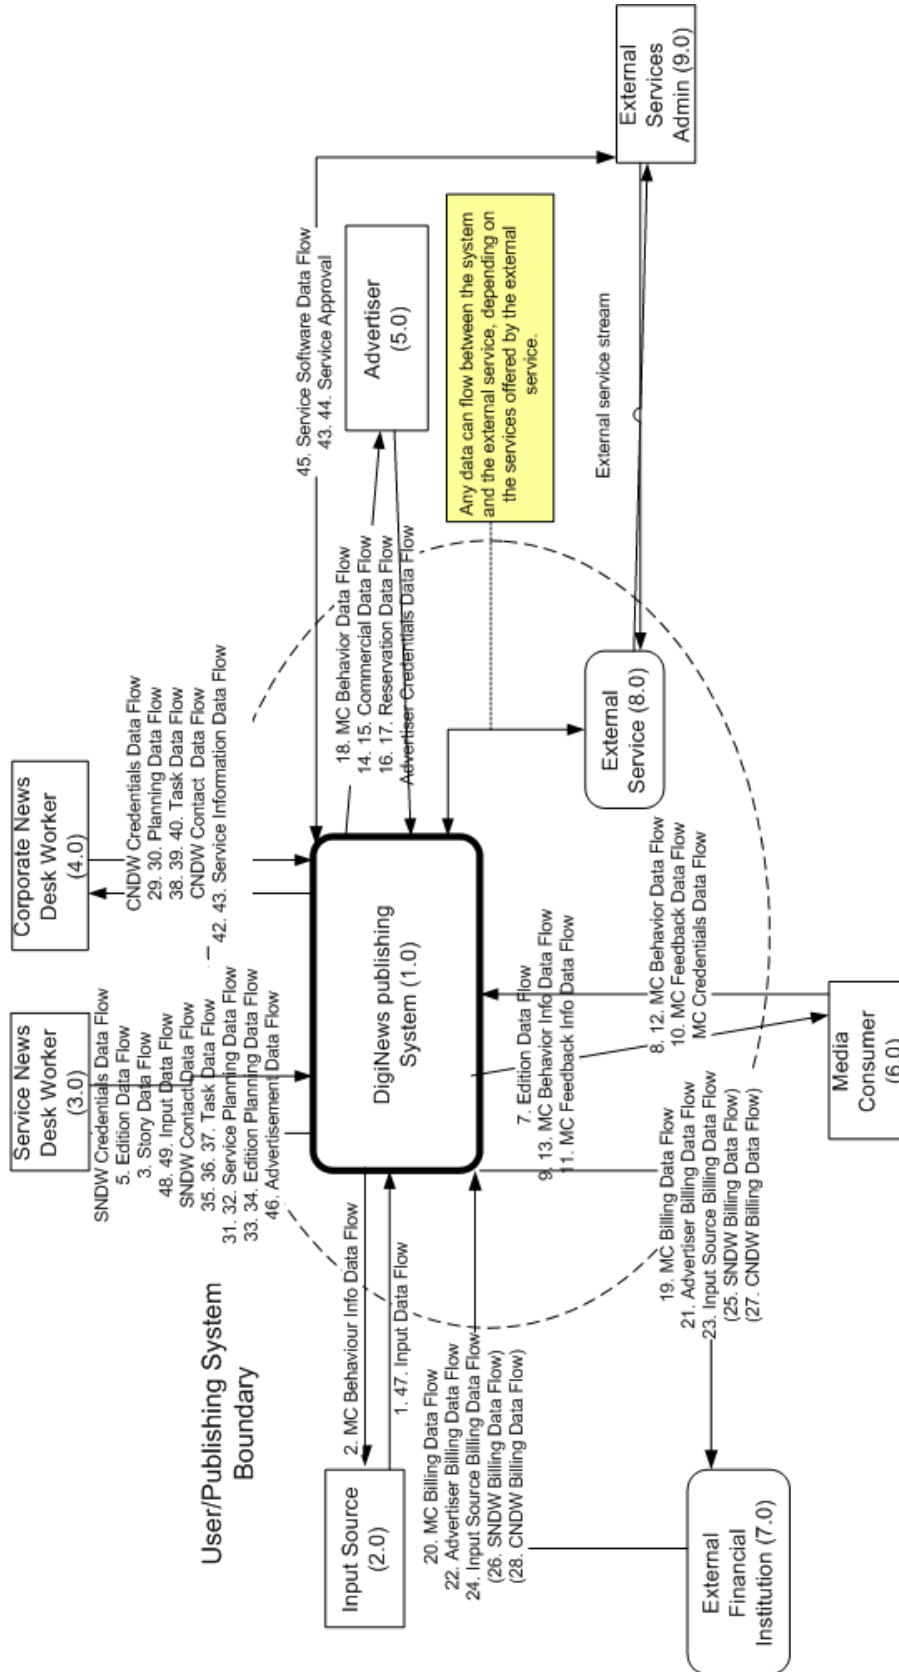 Service News
Desk Worker
(3.0)
Corporate News
Desk Worker
(4.0)
SNDW Credentials Data Flow
5. Edition Data Flow
3. Story Data Flow
48. 49. Input Data Flow
SNDW Contact Data Flow
35. 36. 37. Task Data Flow
31. 32. Service Planning Data Flow
33. 34. Edition Planning Data Flow
46. Advertisement Data Flow
CNDW Credentials Data Flow
29. 30. Planning Data Flow
38. 39. 40. Task Data Flow
CNDW Contact Data Flow
42. 43. Service Information Data Flow
45. Service Software Data Flow
43. 44. Service Approval
User/Publishing System
Boundary
Input Source
(2.0)
2. MC Behaviour Info Data Flow
1. 47. Input Data Flow
DigiNews publishing
System (1.0)
18. MC Behavior Data Flow
14. 15. Commercial Data Flow
16. 17. Reservation Data Flow
Advertiser Credentials Data Flow
Advertiser
(5.0)
Any data can flow between the system
and the external service, depending on
the services offered by the external
service.
20. MC Billing Data Flow
22. Advertiser Billing Data Flow
24. Input Source Billing Data Flow
(26. SNDW Billing Data Flow)
(28. CNDW Billing Data Flow)
7. Edition Data Flow
9. 13. MC Behavior Info Data Flow
11. MC Feedback Info Data Flow
External
Service (8.0)
External service stream
External
Services
Admin (9.0)
8. 12. MC Behavior Data Flow
10. MC Feedback Data Flow
MC Credentials Data Flow
19. MC Billing Data Flow
21. Advertiser Billing Data Flow
23. Input Source Billing Data Flow
(25. SNDW Billing Data Flow)
(27. CNDW Billing Data Flow)
External
Financial
Institution (7.0)
Media
Consumer
(6.0)